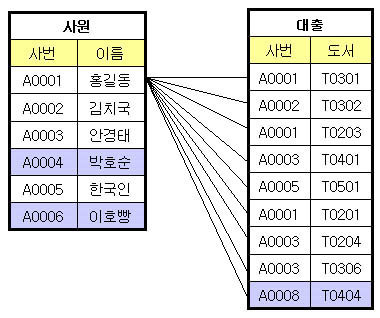 사원
사번 이름
A0001 홍길동
A0002 김치국
A0003 안경태
A0004 박호순
A0005 한국인
A0006 이호빵
대출
사번 도서
A0001 T0301
A0002 T0302
A0001 T0203
A0003 T0401
A0005 T0501
A0001 T0201
A0003 T0204
A0003 T0306
A0008 T0404